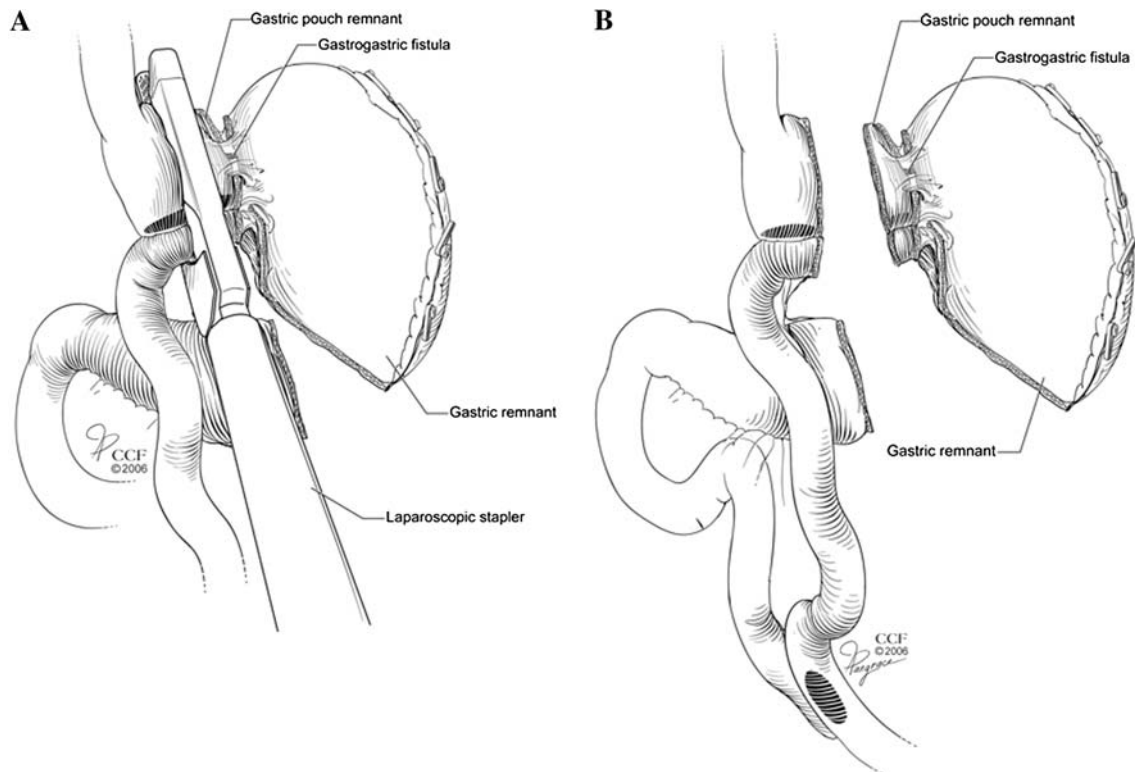 A
Gastric pouch remnant
Gastrogastric fistula
CCF
©2006
Gastric remnant
Laparoscopic stapler
B
Gastric pouch remnant
Gastrogastric fistula
Gastric remnant
CCF
©2006